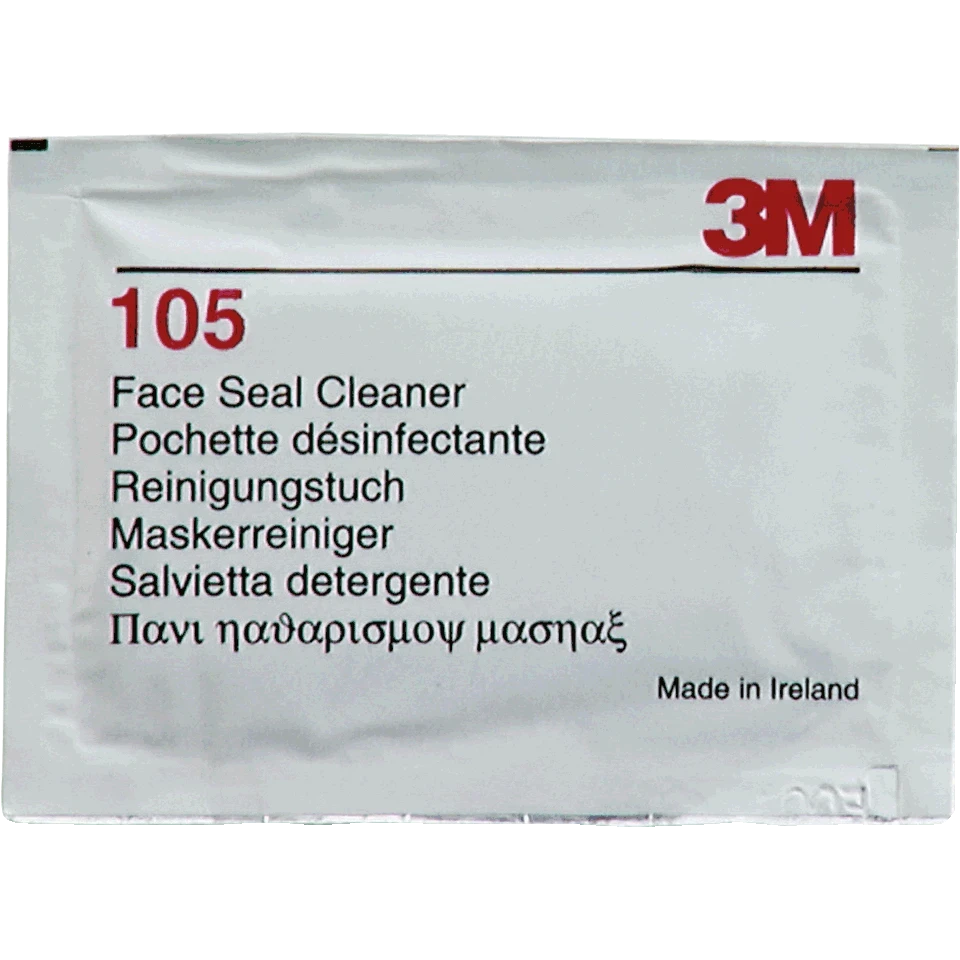 3M
105
Face Seal Cleaner
Pochette désinfectante
Reinigungstuch
Maskerreiniger
Salvietta detergente
Πανι ηαϑαρισμοψ μασηαξ
Made in Ireland